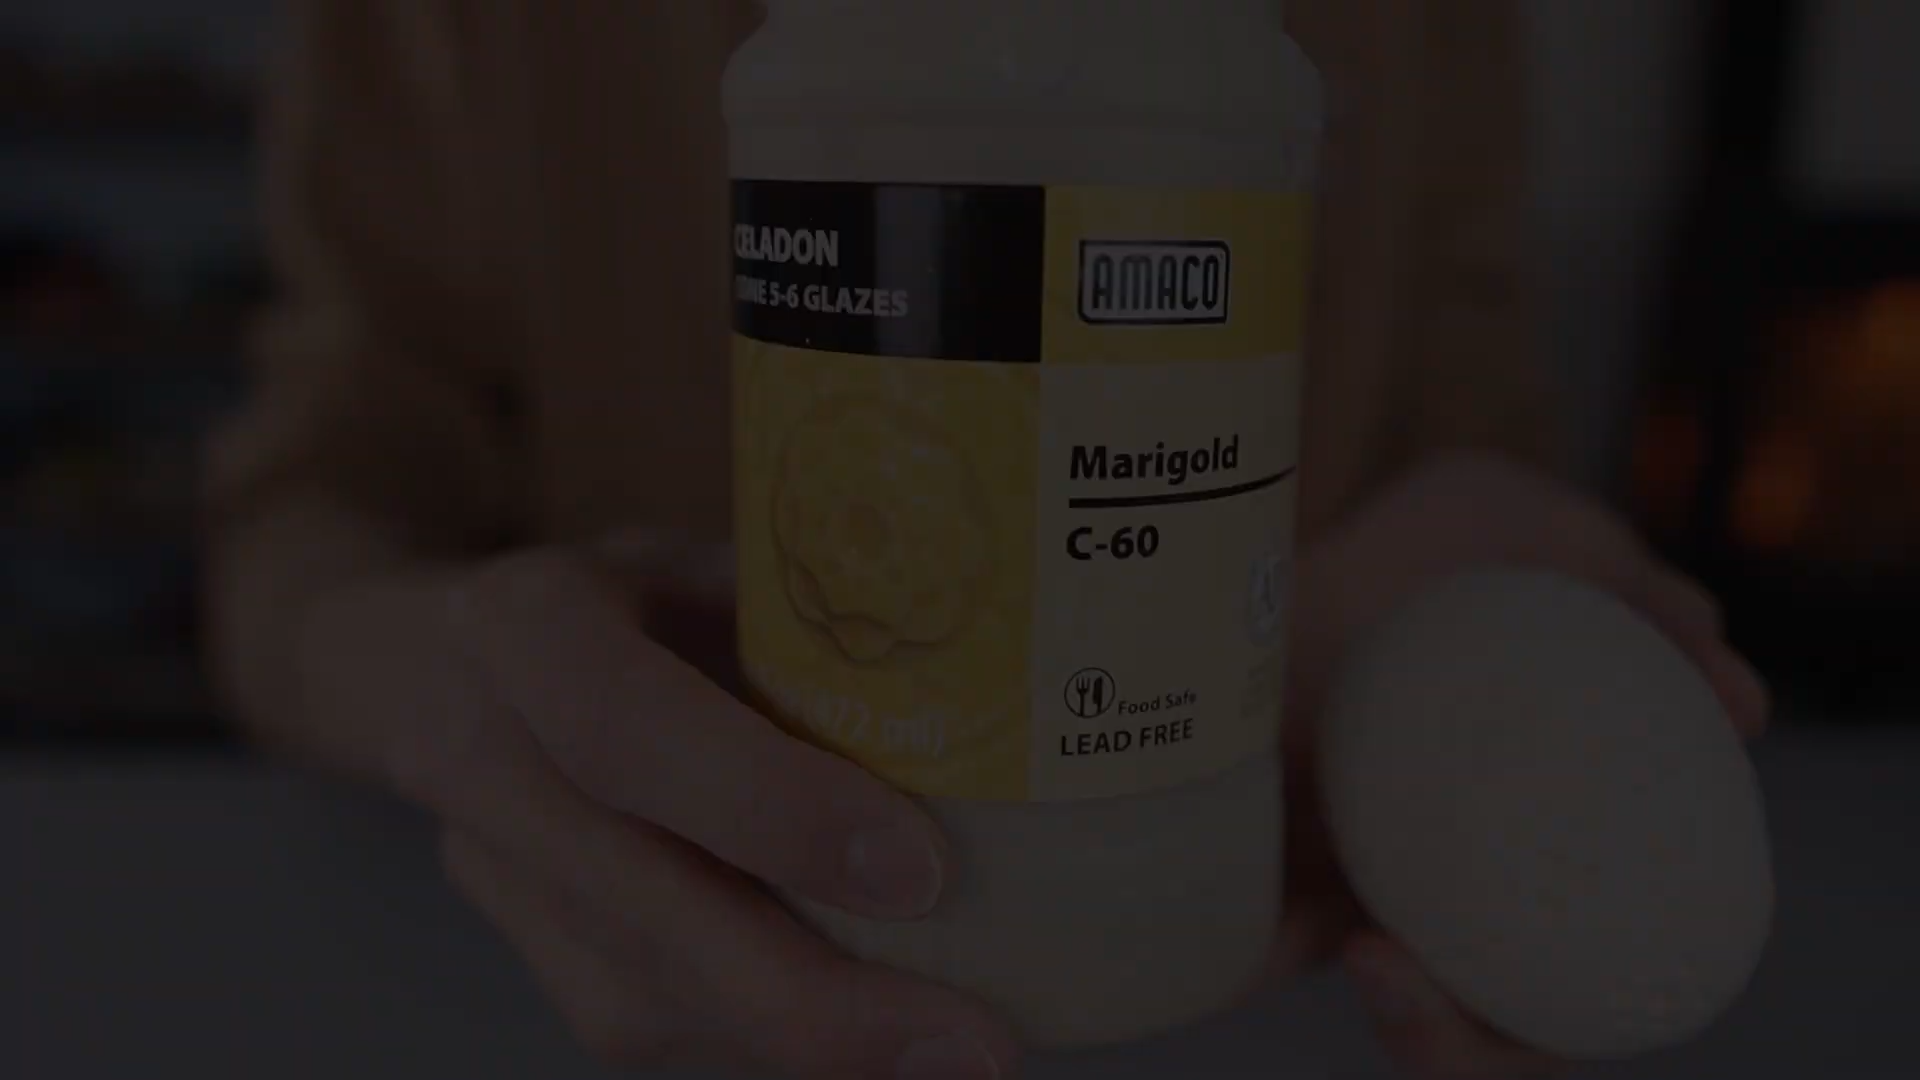 CELADON
CONE 5-6 GLAZES
AMACO
Marigold
C-60
Food Safe
LEAD FREE